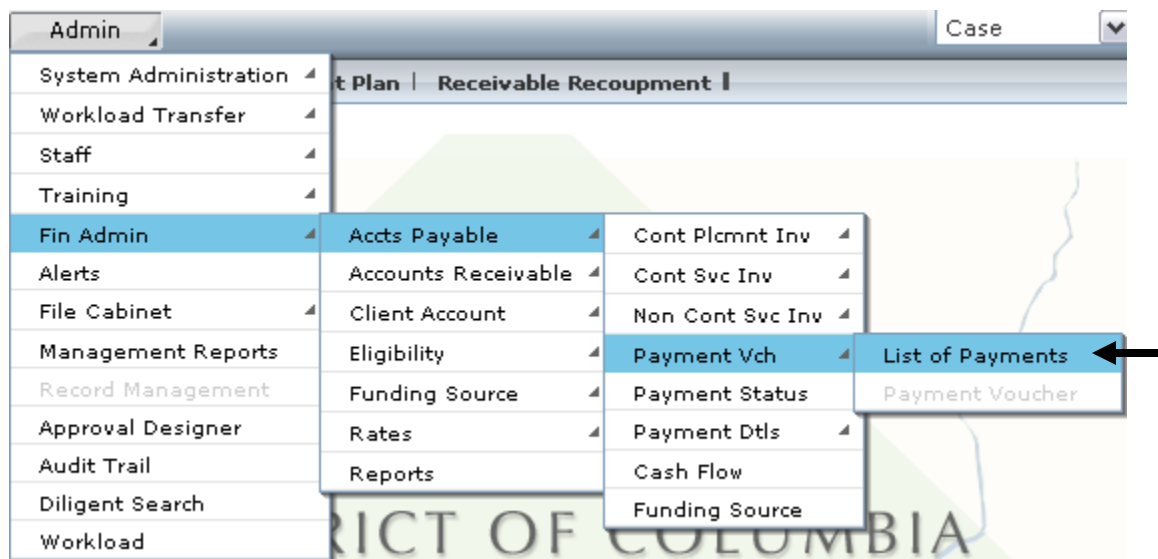 Admin
Case
System Administration
t Plan | Receivable Recoupment
Workload Transfer
Staff
Training
Fin Admin
Accts Payable
Cont Plcmnt Inv
Alerts
Accounts Receivable
Cont Svc Inv
File Cabinet
Client Account
Non Cont Svc Inv
Management Reports
Eligibility
Payment Vch
List of Payments
Record Management
Funding Source
Payment Status
Payment Voucher
Approval Designer
Rates
Payment Dtls
Audit Trail
Reports
Cash Flow
Diligent Search
Funding Source
Workload
RICT OF COLUMBIA